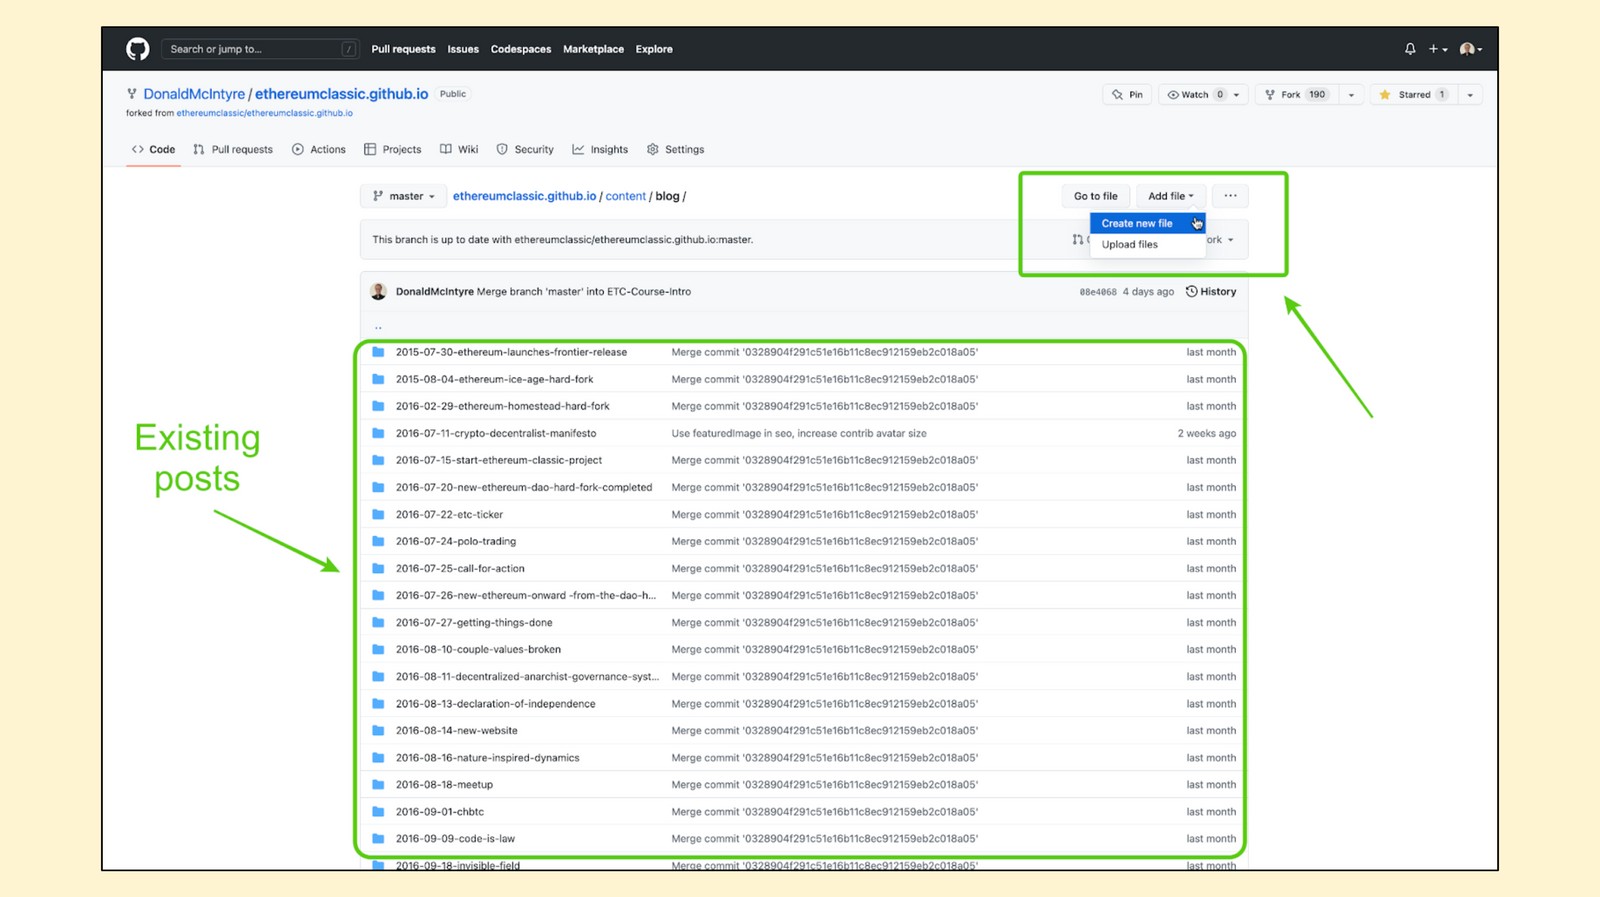 Search or jump to... /
Pull requests Issues Codespaces Marketplace Explore
DonaldMcIntyre / ethereumclassic.github.io Public
forked from ethereumclassic/ethereumclassic.github.io
Pin Watch 0 Fork 190 Starred 1
Code Pull requests Actions Projects Wiki Security Insights Settings
master ethereumclassic.github.io / content / blog / Go to file Add file ...
Create new file
Upload files
This branch is up to date with ethereumclassic/ethereumclassic.github.io:master.
DonaldMcIntyre Merge branch 'master' into ETC-Course-Intro 08e4068 4 days ago History
..
2015-07-30-ethereum-launches-frontier-release Merge commit '0328904f291c51e16b11c8ec912159eb2c018a05' last month
2015-08-04-ethereum-ice-age-hard-fork Merge commit '0328904f291c51e16b11c8ec912159eb2c018a05' last month
2016-02-29-ethereum-homestead-hard-fork Merge commit '0328904f291c51e16b11c8ec912159eb2c018a05' last month
2016-07-11-crypto-decentralist-manifesto Use featuredImage in seo, increase contrib avatar size 2 weeks ago
2016-07-15-start-ethereum-classic-project Merge commit '0328904f291c51e16b11c8ec912159eb2c018a05' last month
2016-07-20-new-ethereum-dao-hard-fork-completed Merge commit '0328904f291c51e16b11c8ec912159eb2c018a05' last month
2016-07-22-etc-ticker Merge commit '0328904f291c51e16b11c8ec912159eb2c018a05' last month
2016-07-24-polo-trading Merge commit '0328904f291c51e16b11c8ec912159eb2c018a05' last month
2016-07-25-call-for-action Merge commit '0328904f291c51e16b11c8ec912159eb2c018a05' last month
2016-07-26-new-ethereum-onward -from-the-dao-h... Merge commit '0328904f291c51e16b11c8ec912159eb2c018a05' last month
2016-07-27-getting-things-done Merge commit '0328904f291c51e16b11c8ec912159eb2c018a05' last month
2016-08-10-couple-values-broken Merge commit '0328904f291c51e16b11c8ec912159eb2c018a05' last month
2016-08-11-decentralized-anarchist-governance-syst... Merge commit '0328904f291c51e16b11c8ec912159eb2c018a05' last month
2016-08-13-declaration-of-independence Merge commit '0328904f291c51e16b11c8ec912159eb2c018a05' last month
2016-08-14-new-website Merge commit '0328904f291c51e16b11c8ec912159eb2c018a05' last month
2016-08-16-nature-inspired-dynamics Merge commit '0328904f291c51e16b11c8ec912159eb2c018a05' last month
2016-08-18-meetup Merge commit '0328904f291c51e16b11c8ec912159eb2c018a05' last month
2016-09-01-chbtc Merge commit '0328904f291c51e16b11c8ec912159eb2c018a05' last month
2016-09-09-code-is-law Merge commit '0328904f291c51e16b11c8ec912159eb2c018a05' last month
2016-09-18-invisible-field Merge commit '0328904f291c51e16b11c8ec912159eb2c018a05' last month
Existing
posts